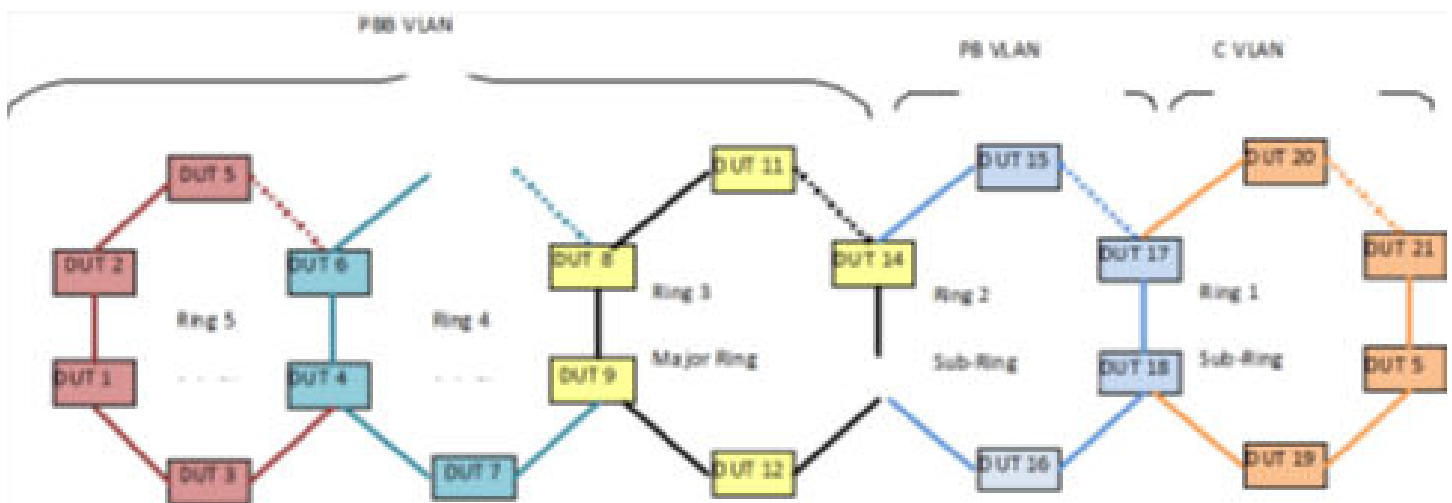 PBB VLAN
PB VLAN
C VLAN
DUT 5
DUT 11
DUT 15
DUT 20
DUT 2
DUT 6
DUT 8
DUT 14
DUT 17
DUT 21
Ring 3
Ring 2
Ring 1
Ring 5
Ring 4
Major Ring
Sub-Ring
Sub-Ring
DUT 1
DUT 4
DUT 9
DUT 18
DUT 5
DUT 3
DUT 7
DUT 12
DUT 16
DUT 19